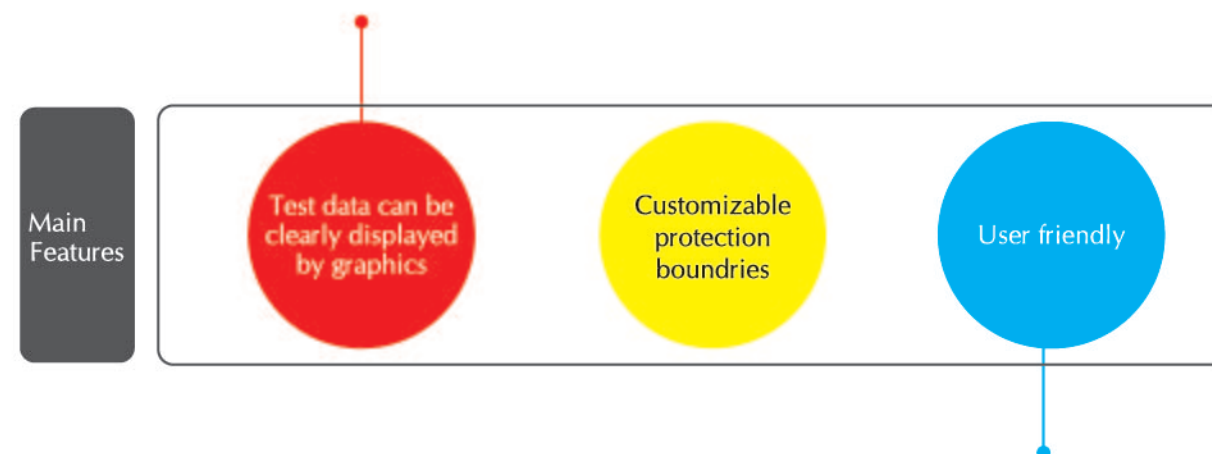 Main
Features
Test data can be
clearly displayed
by graphics
Customizable
protection
boundries
User friendly